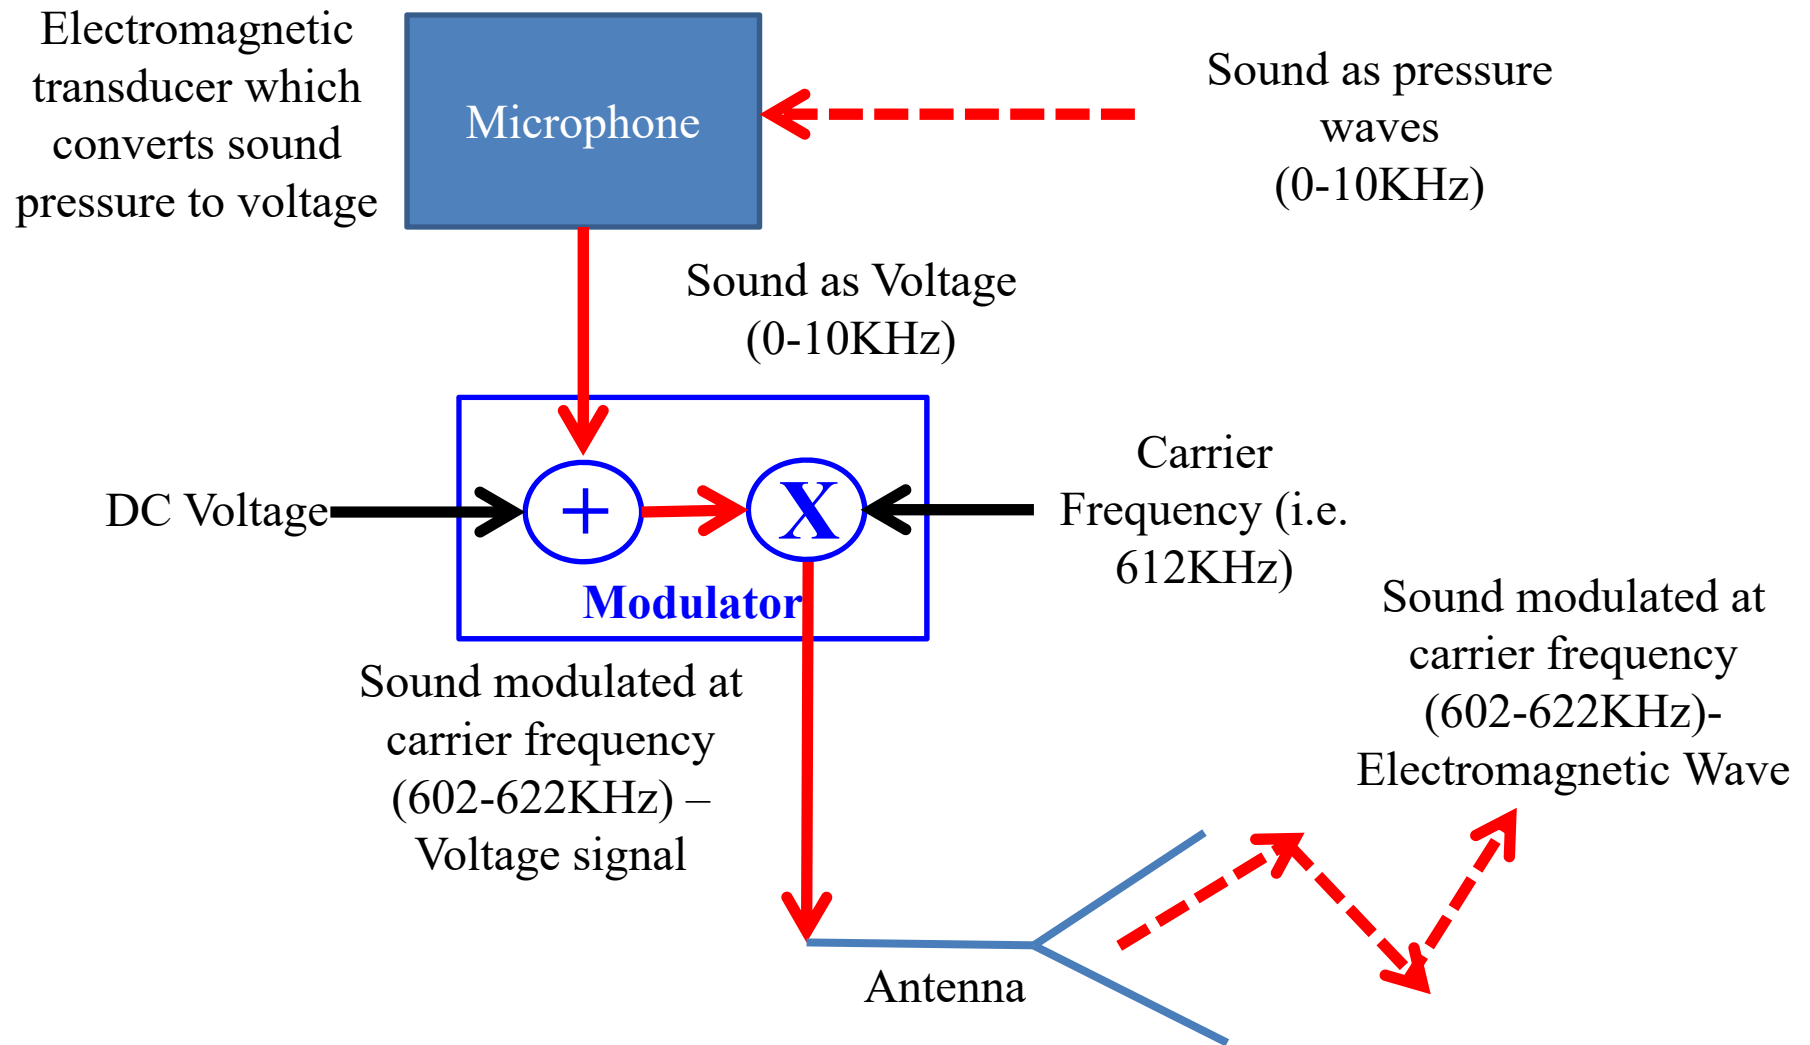 Electromagnetic
transducer which
converts sound
pressure to voltage
Microphone
Sound as pressure
waves
(0-10KHz)
Sound as Voltage
(0-10KHz)
DC Voltage
+
X
Modulator
Carrier
Frequency (i.e.
612KHz)
Sound modulated at
carrier frequency
(602-622KHz) –
Voltage signal
Sound modulated at
carrier frequency
(602-622KHz)-
Electromagnetic Wave
Antenna